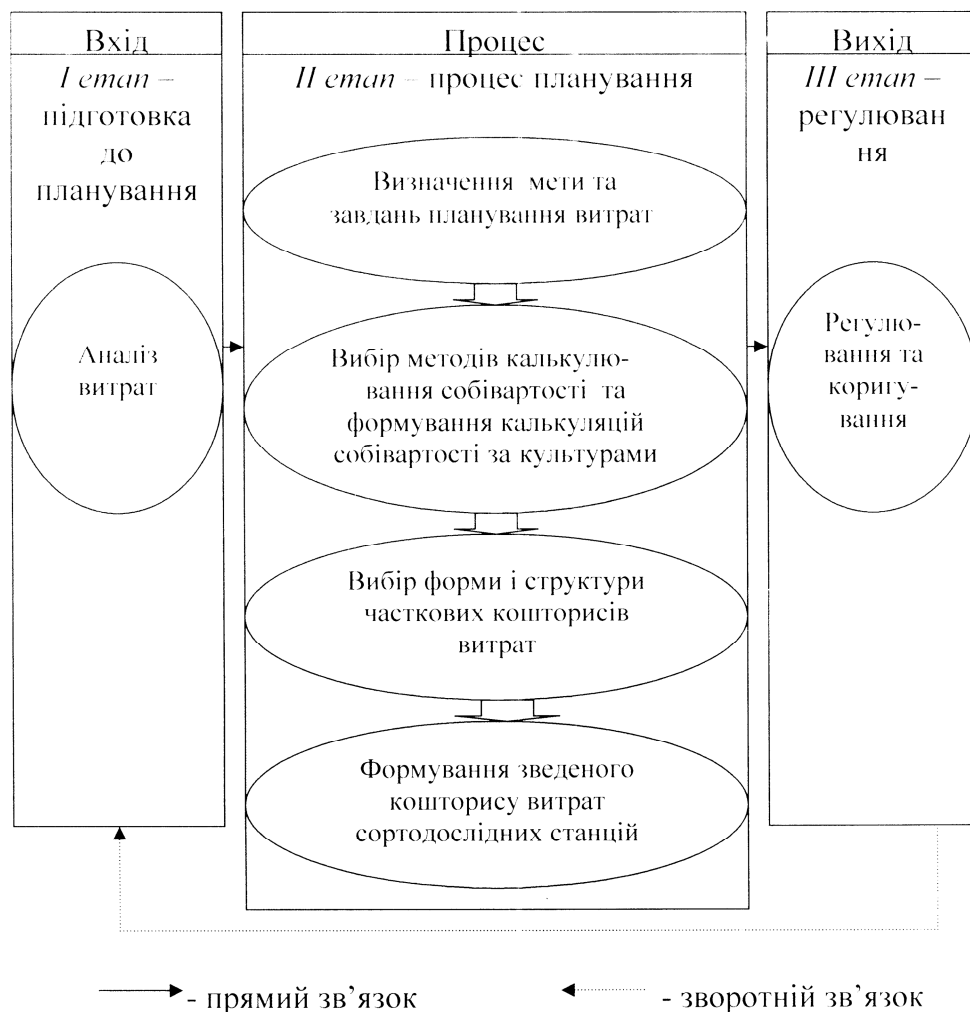 Вхід
І етап –
підготовка
до
планування
Аналіз
витрат
Процес
ІІ етап – процес планування
Визначення мети та
завдань планування витрат
Вибір методів калькулю-
вання собівартості та
формування калькуляцій
собівартості за культурами
Вибір форми і структури
часткових кошторисів
витрат
Формування зведеного
кошторису витрат
сортодослідних станцій
Вихід
ІІІ етап –
регулюван
ня
Регулю-
вання та
коригу-
вання
- прямий зв’язок
- зворотній зв’язок